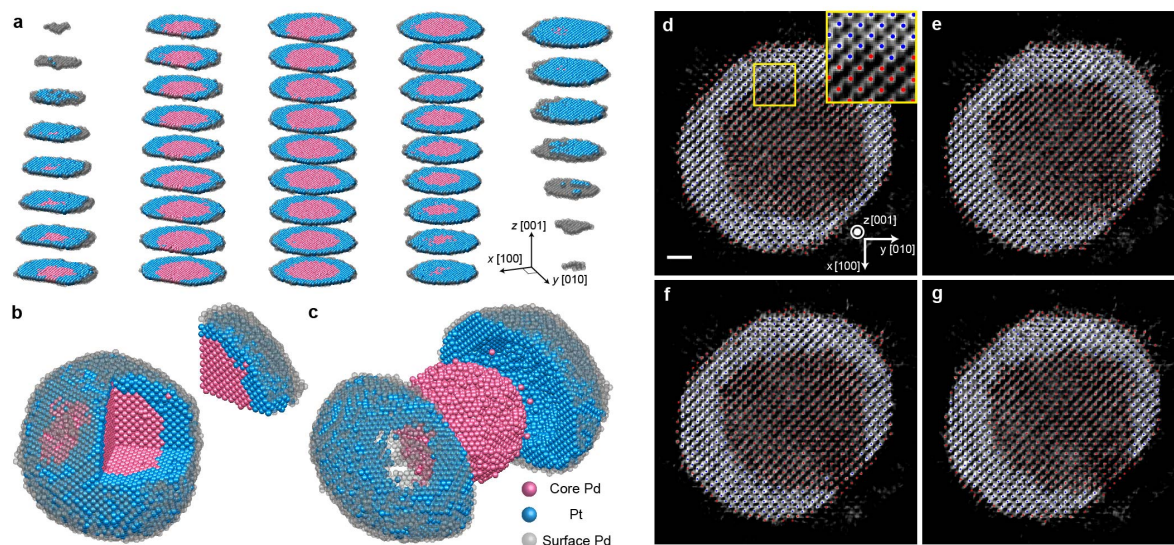 a
z [001]
x [100]
y [010]
b
c
Core Pd
Pt
Surface Pd
d
e
z [001]
y [010]
x [100]
f
g